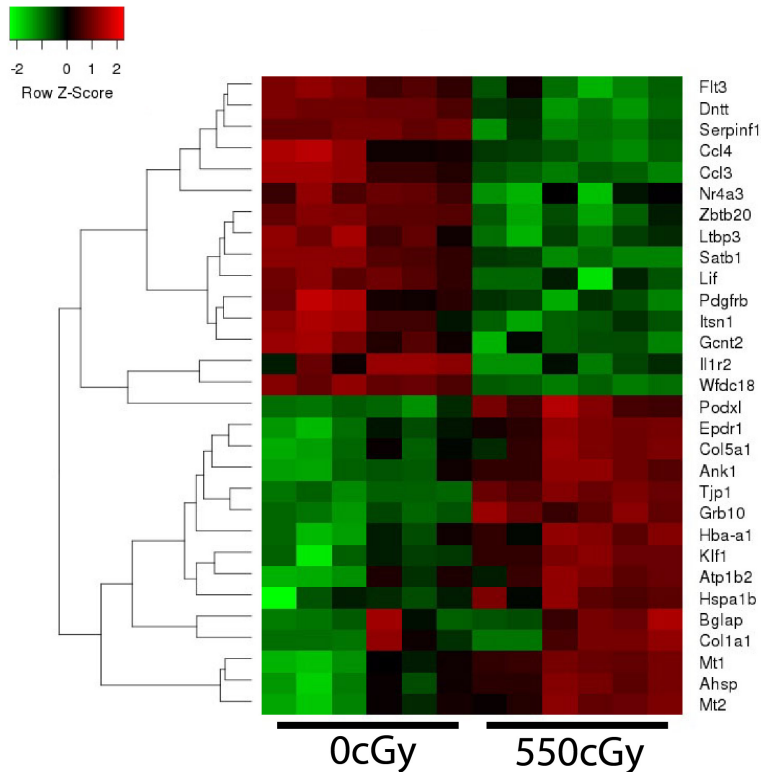 -2 0 1 2
Row Z-Score
Flt3
Dntt
Serpinf1
Ccl4
Ccl3
Nr4a3
Zbtb20
Ltbp3
Satb1
Lif
Pdgfrb
Itsn1
Gcnt2
Il1r2
Wfdc18
Podxl
Epdr1
Col5a1
Ank1
Tjp1
Grb10
Hba-a1
Klf1
Atp1b2
Hspa1b
Bglap
Col1a1
Mt1
Ahsp
Mt2
0cGy 550cGy